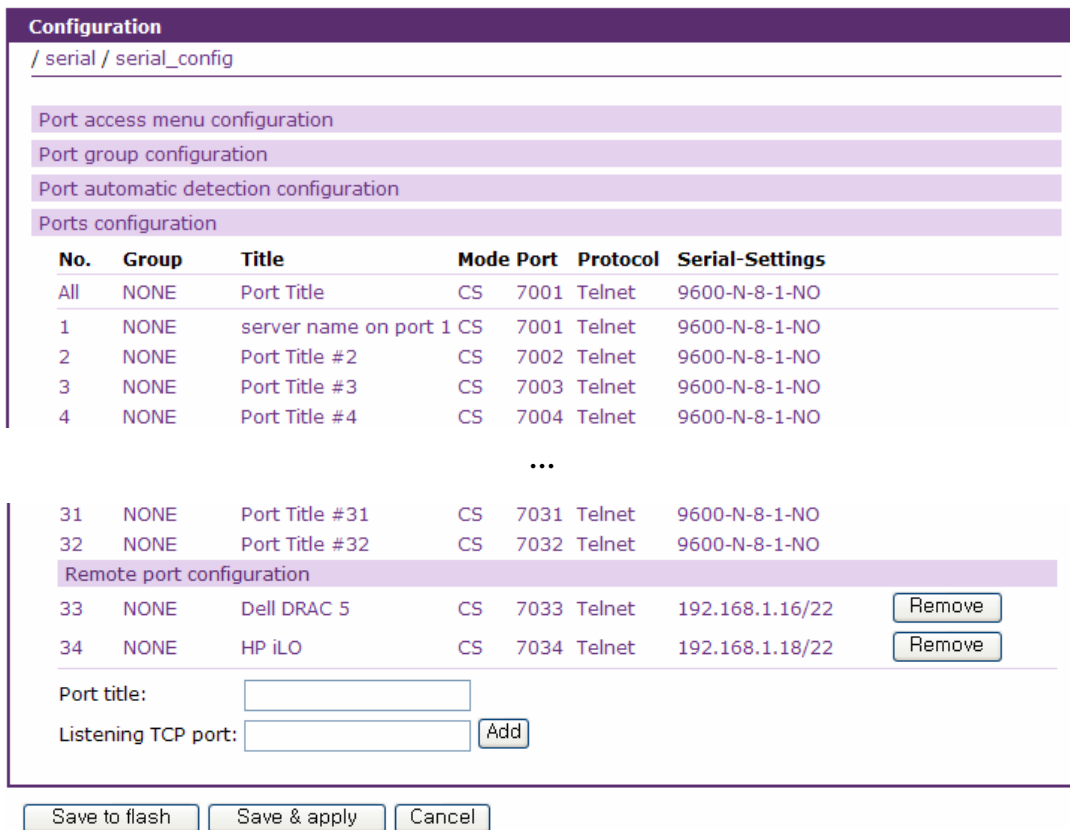 Configuration
/ serial / serial_config
Port access menu configuration
Port group configuration
Port automatic detection configuration
Ports configuration
No. Group Title Mode Port Protocol Serial-Settings
All NONE Port Title CS 7001 Telnet 9600-N-8-1-NO
1 NONE server name on port 1 CS 7001 Telnet 9600-N-8-1-NO
2 NONE Port Title #2 CS 7002 Telnet 9600-N-8-1-NO
3 NONE Port Title #3 CS 7003 Telnet 9600-N-8-1-NO
4 NONE Port Title #4 CS 7004 Telnet 9600-N-8-1-NO
...
31 NONE Port Title #31 CS 7031 Telnet 9600-N-8-1-NO
32 NONE Port Title #32 CS 7032 Telnet 9600-N-8-1-NO
Remote port configuration
33 NONE Dell DRAC 5 CS 7033 Telnet 192.168.1.16/22 Remove
34 NONE HP iLO CS 7034 Telnet 192.168.1.18/22 Remove
Port title:
Listening TCP port: Add
Save to flash Save & apply Cancel